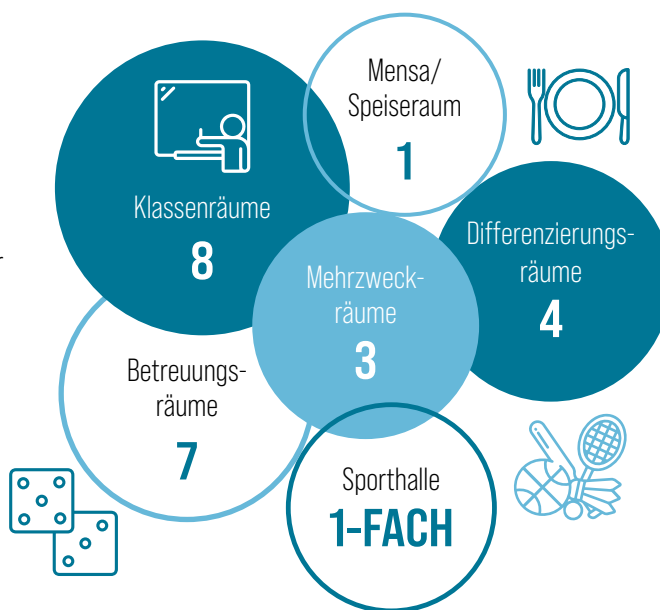 Mensa/
Speiseraum
1
Klassenräume
8
Differenzierungs-
räume
4
r
Mehrzweck-
räume
3
Betreuungs-
räume
7
Sporthalle
1-FACH